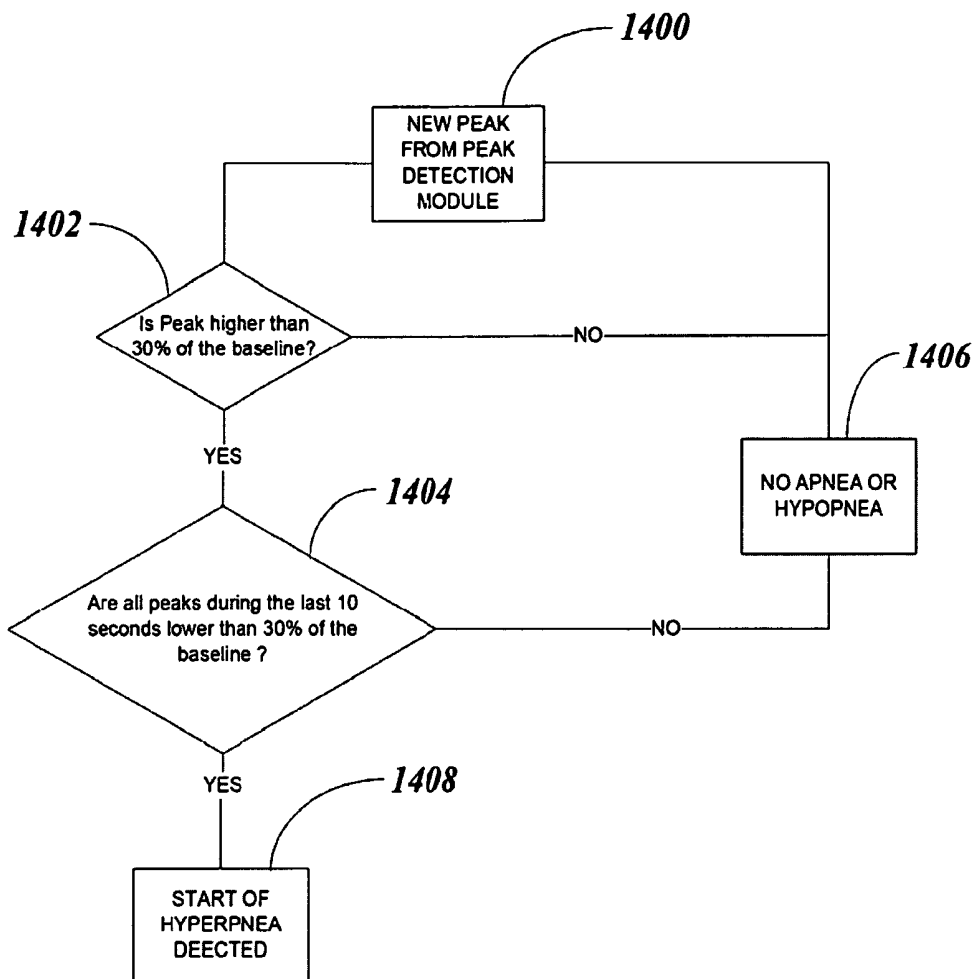 1400
NEW PEAK
FROM PEAK
DETECTION
MODULE
1402
Is Peak higher than
30% of the baseline?
NO
1406
YES
NO APNEA OR
HYPOPNEA
1404
Are all peaks during the last 10
seconds lower than 30% of the
baseline ?
NO
YES
1408
START OF
HYPERPNEA
DEECTED